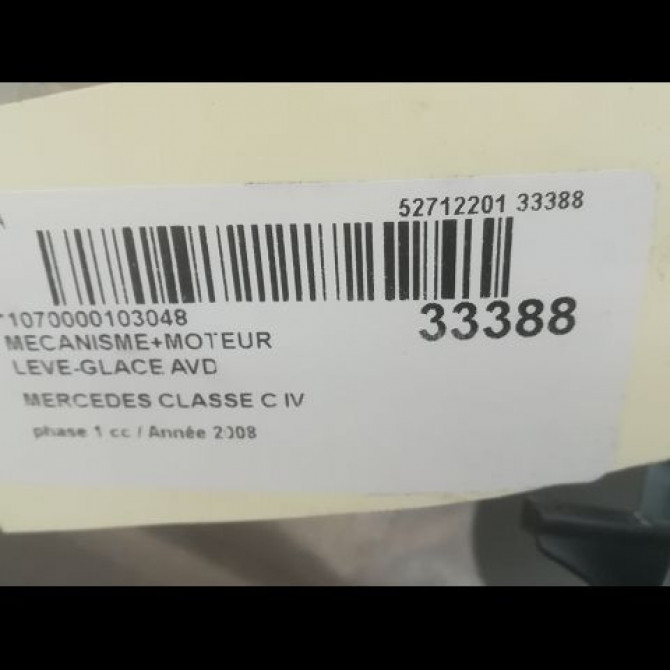 52712201 33388
1070000103048
33388
MECANISME+MOTEUR
LEVE-GLACE AVD
MERCEDES CLASSE C IV
phase 1 cc / Année 2008